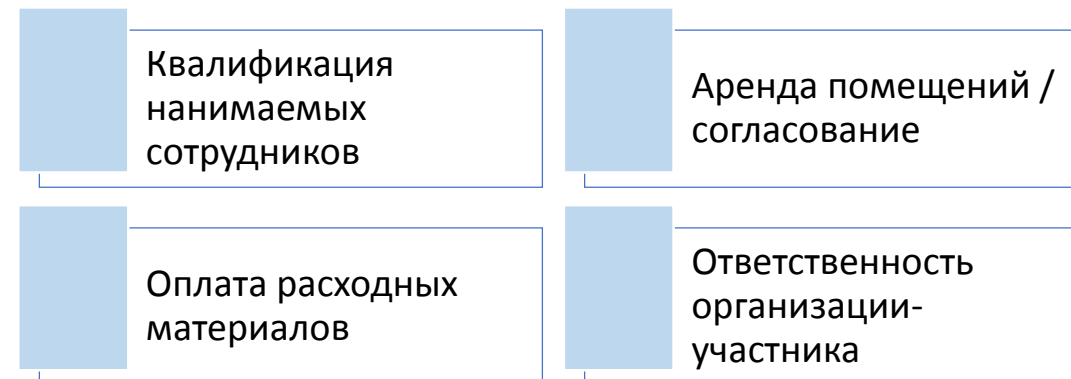 Квалификация
нанимаемых
сотрудников
Аренда помещений /
согласование
Оплата расходных
материалов
Ответственность
организации-
участника